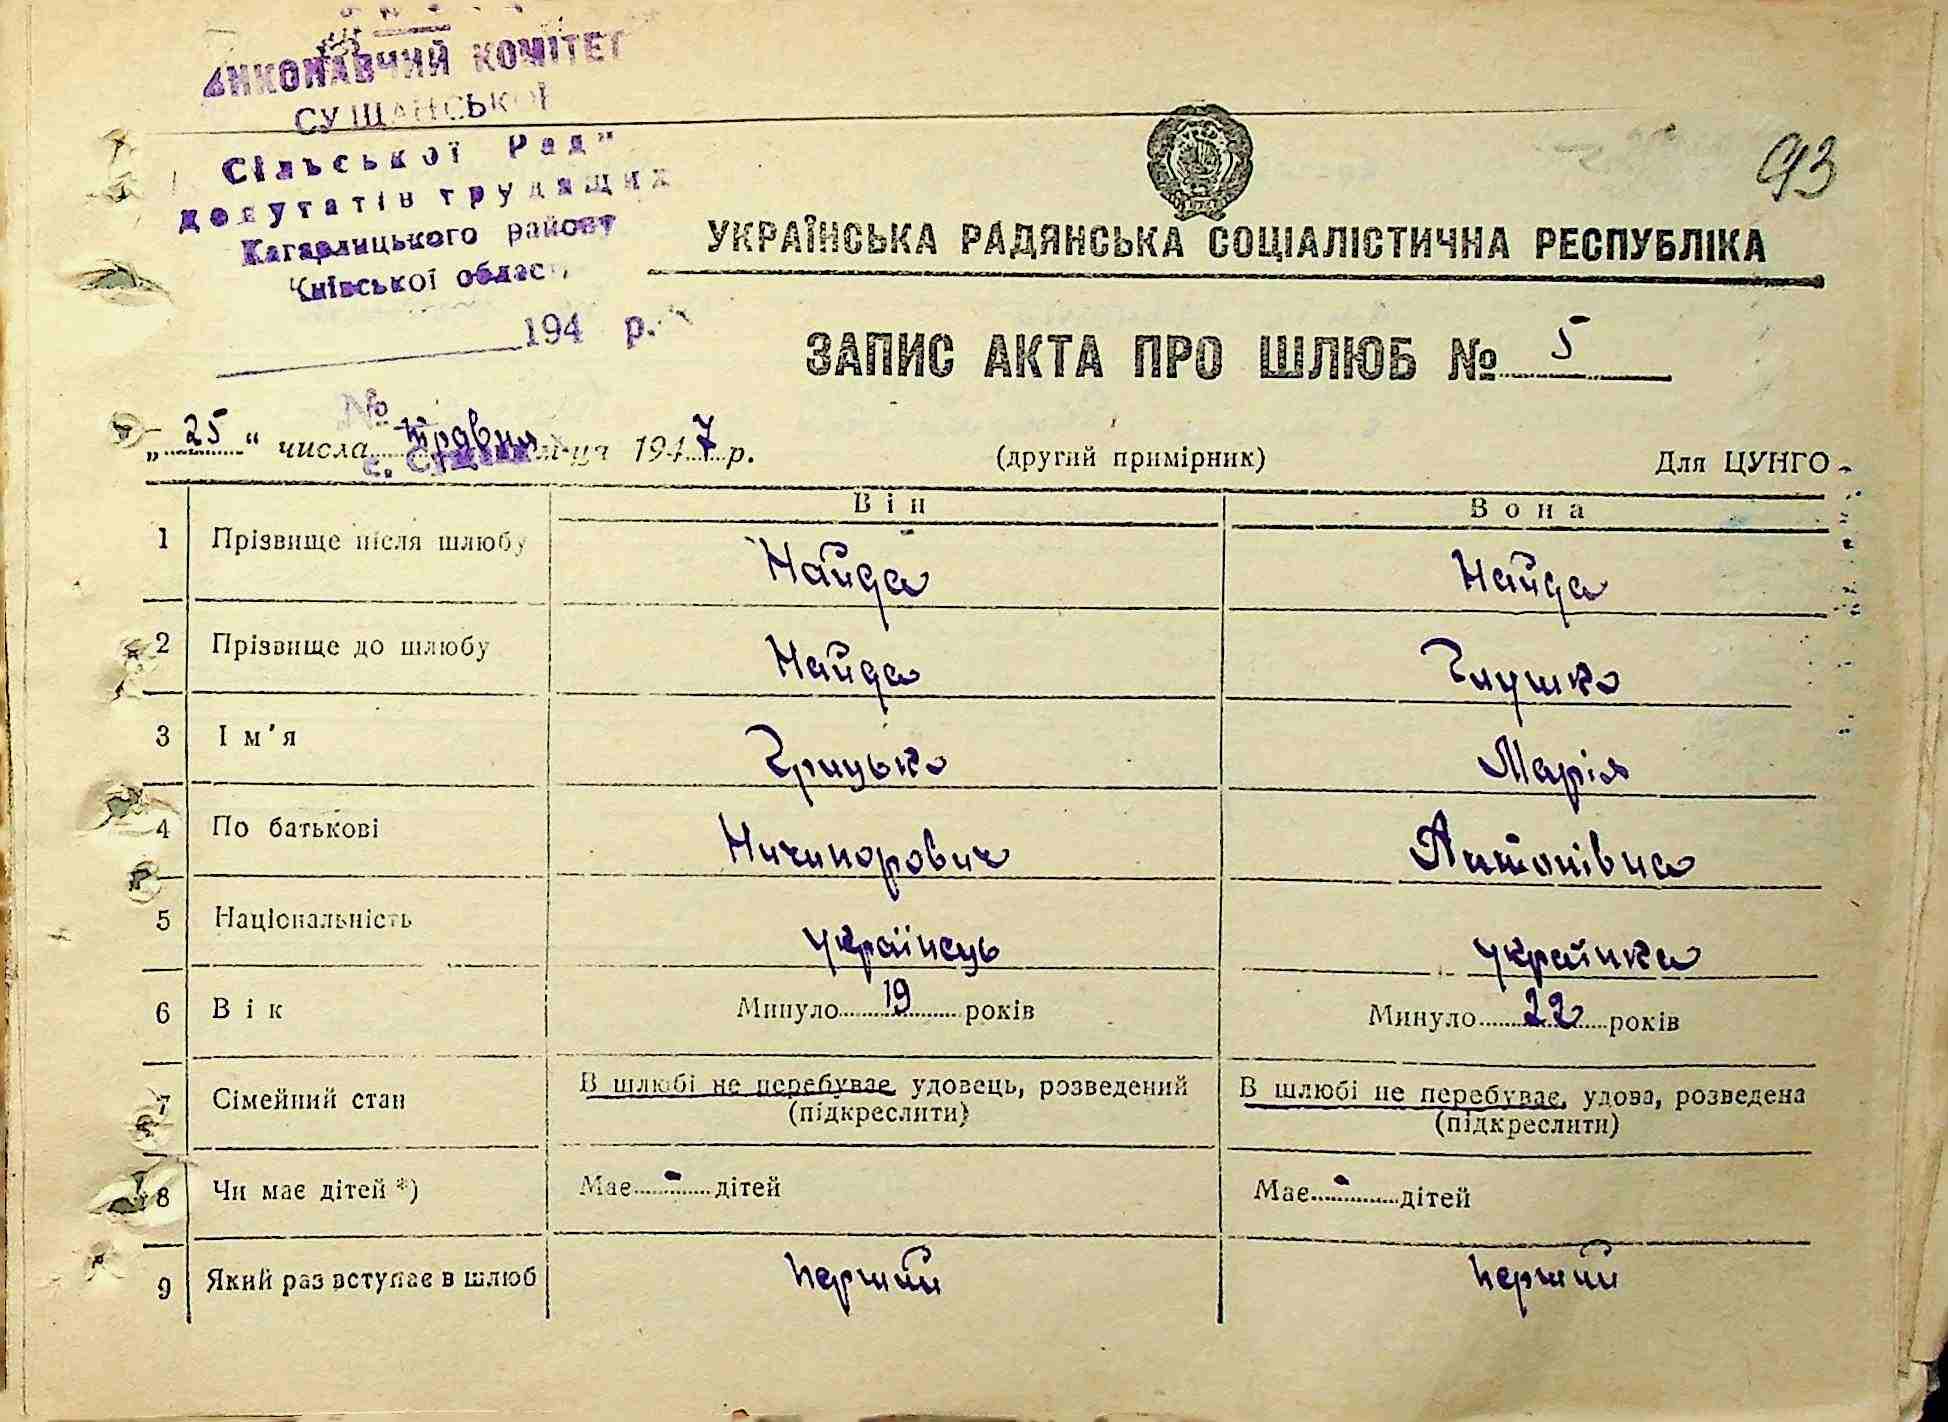 ВИКОНАВЧИЙ КОМІТЕТ
СУЩАНСЬКОЇ
Сільської Ради
депутатів трудящих
Кагарлицького району
Київської області
194 р.
№
93
УКРАЇНСЬКА РАДЯНСЬКА СОЦІАЛІСТИЧНА РЕСПУБЛІКА
ЗАПИС АКТА ПРО ШЛЮБ № 5
„25“ числа травня м-ця 1947 р. (другий примірник) Для ЦУНГО
Він Вона
1 Прізвище після шлюбу Найда Найда
2 Прізвище до шлюбу Найда Глушко
3 Ім'я Грицько Марія
4 По батькові Ничипорович Антонівна
5 Національність українець українка
6 Вік Минуло 19 років Минуло 22 років
7 Сімейний стан В шлюбі не перебуває, удовець, розведений (підкреслити) В шлюбі не перебуває, удова, розведена (підкреслити)
8 Чи має дітей *) Має - дітей Має - дітей
9 Який раз вступає в шлюб перший перший